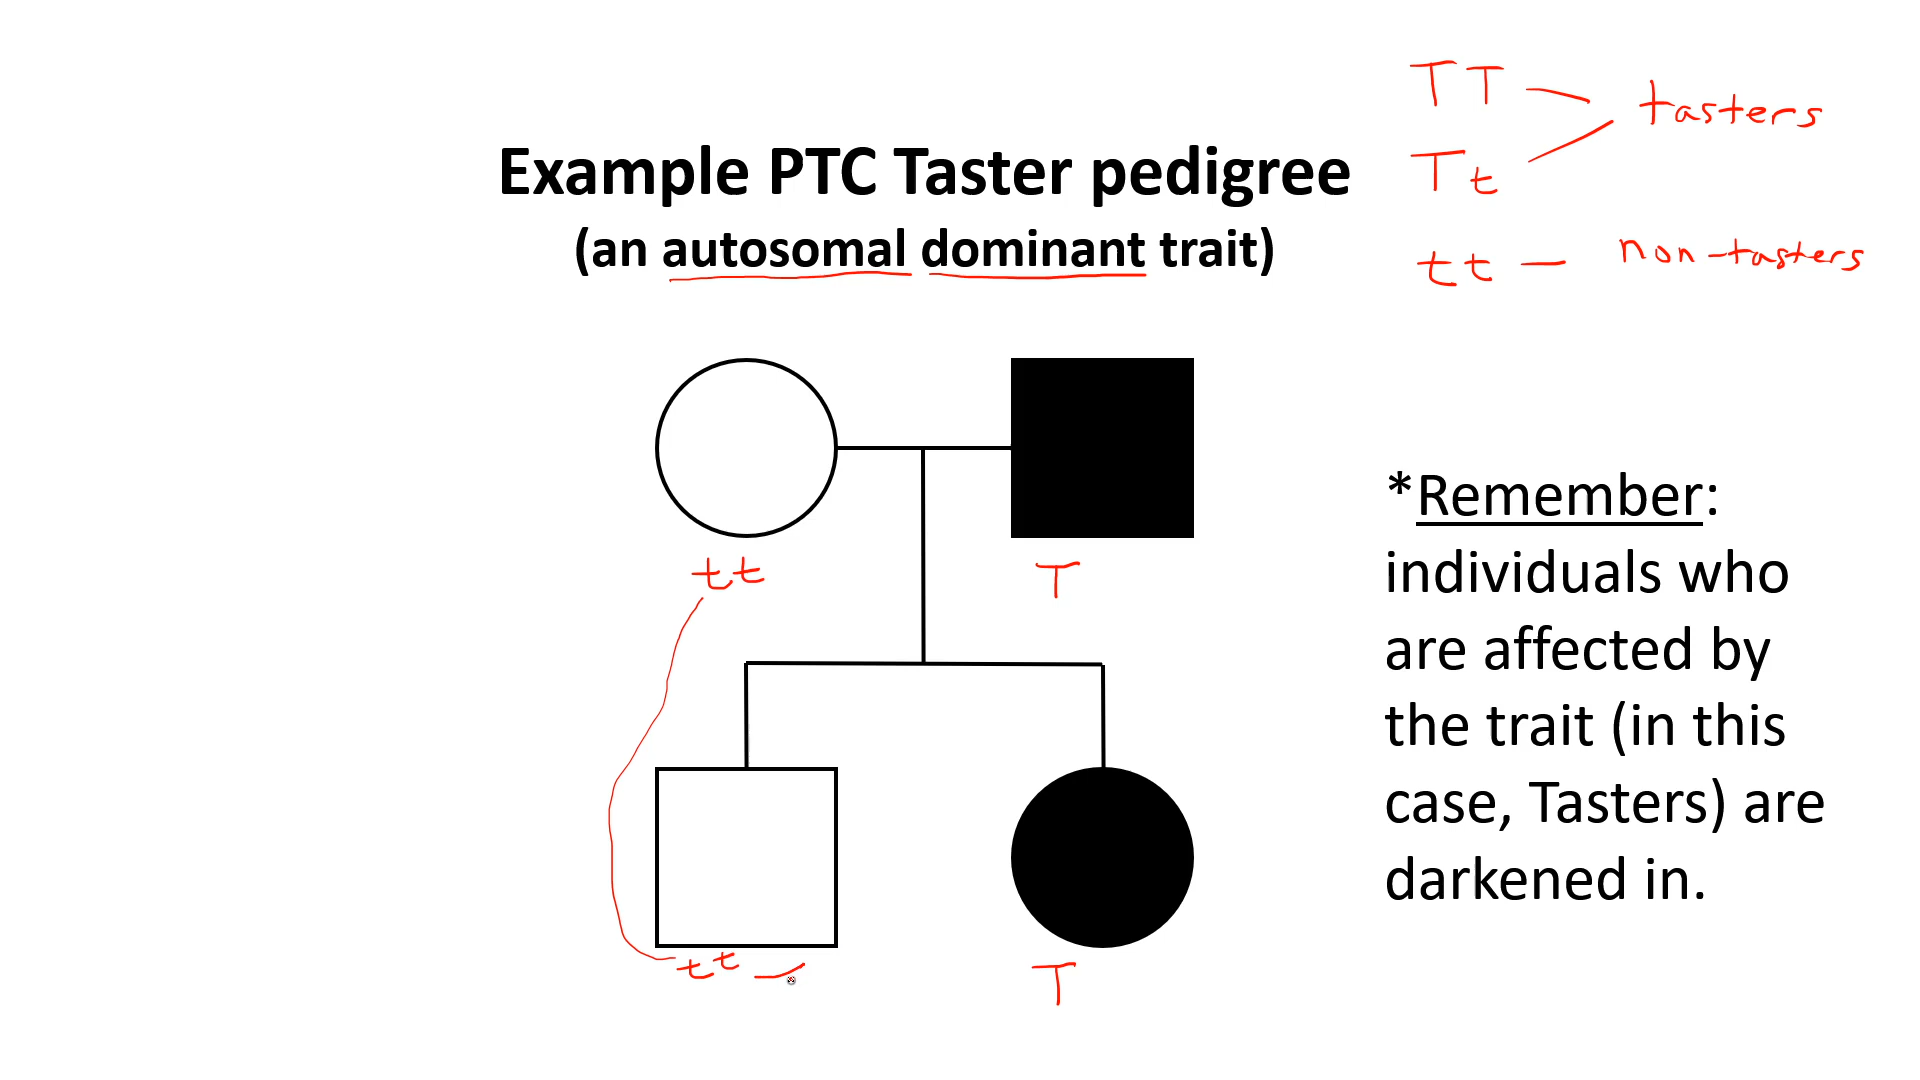 TT
tasters
Example PTC Taster pedigree
Tt
(an autosomal dominant trait)
tt — non-tasters
*Remember:
individuals who
are affected by
the trait (in this
case, Tasters) are
darkened in.
tt
T
tt
T